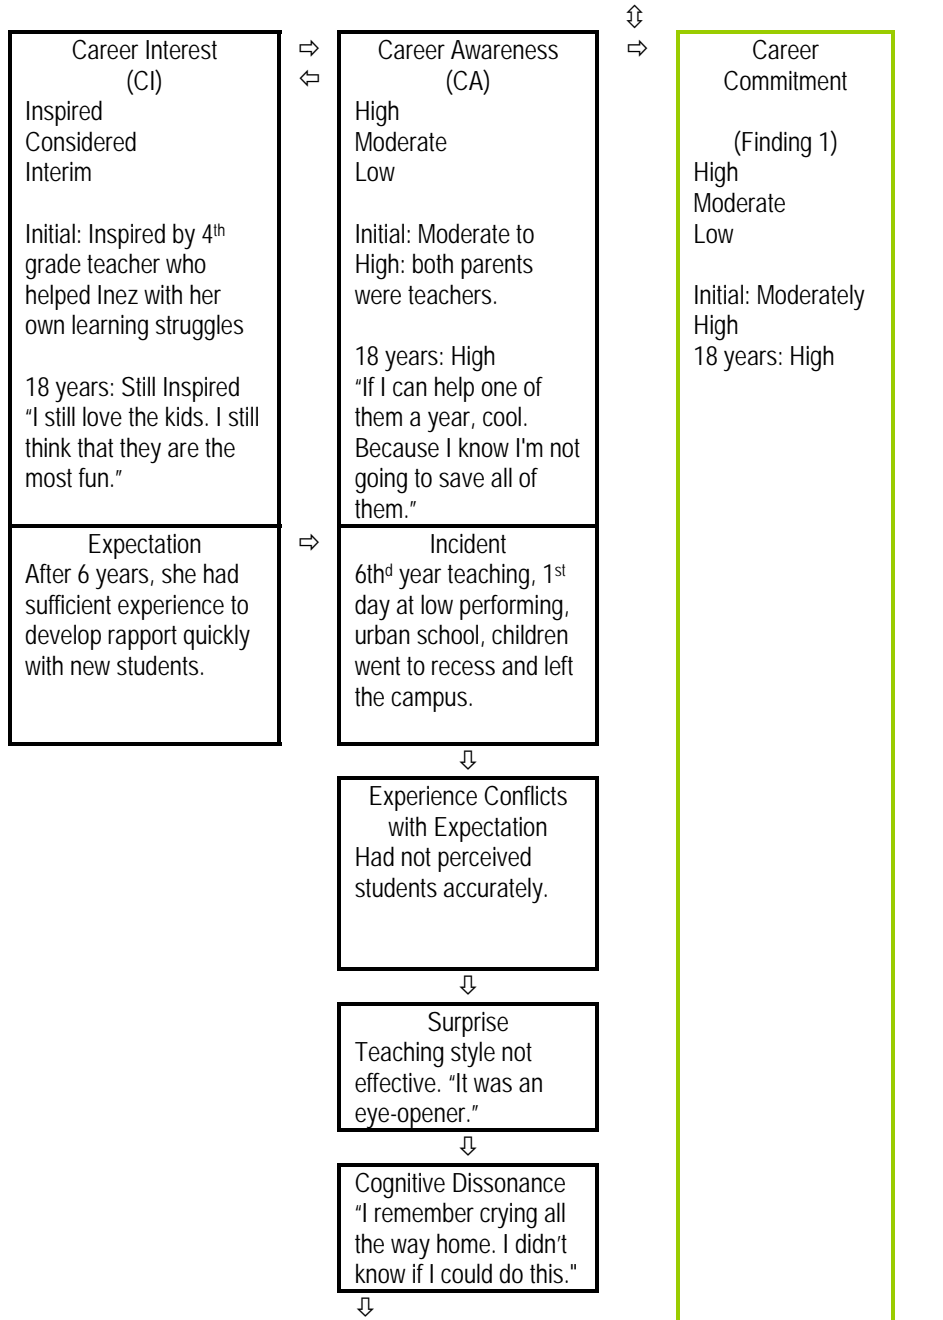 ⇳
Career Interest
(CI)
Inspired
Considered
Interim
Initial: Inspired by 4th
grade teacher who
helped Inez with her
own learning struggles
18 years: Still Inspired
"I still love the kids. I still
think that they are the
most fun."
⇨
⇦
Career Awareness
(CA)
High
Moderate
Low
Initial: Moderate to
High: both parents
were teachers.
18 years: High
"If I can help one of
them a year, cool.
Because I know I'm not
going to save all of
them."
⇨
Career
Commitment
(Finding 1)
High
Moderate
Low
Initial: Moderately
High
18 years: High
Expectation
After 6 years, she had
sufficient experience to
develop rapport quickly
with new students.
⇨
Incident
6thd year teaching, 1st
day at low performing,
urban school, children
went to recess and left
the campus.
⇩
Experience Conflicts
with Expectation
Had not perceived
students accurately.
⇩
Surprise
Teaching style not
effective. "It was an
eye-opener."
⇩
Cognitive Dissonance
"I remember crying all
the way home. I didn't
know if I could do this."
⇩